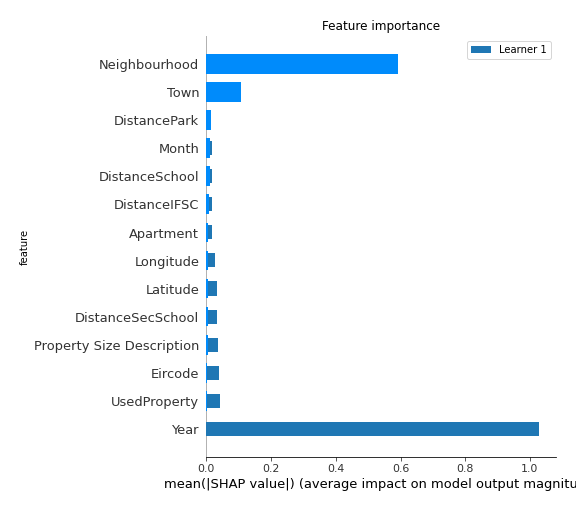 Feature importance
Learner 1
Neighbourhood
Town
DistancePark
Month
DistanceSchool
DistanceIFSC
Apartment
Longitude
Latitude
DistanceSecSchool
Property Size Description
Eircode
UsedProperty
Year
feature
0.0 0.2 0.4 0.6 0.8 1.0
mean(|SHAP value|) (average impact on model output magnitu